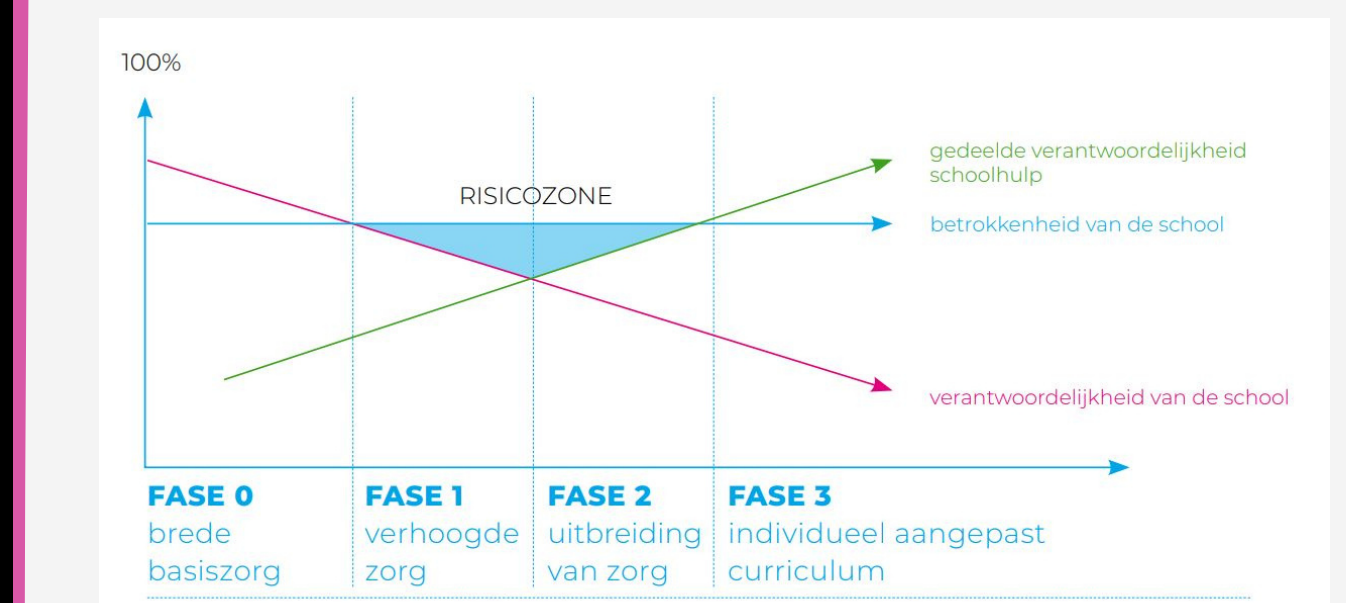 100%
gedeelde verantwoordelijkheid
schoolhulp
RISICOZONE
betrokkenheid van de school
verantwoordelijkheid van de school
FASE 0
brede
basiszorg
FASE 1
verhoogde
zorg
FASE 2
uitbreiding
van zorg
FASE 3
individueel aangepast
curriculum